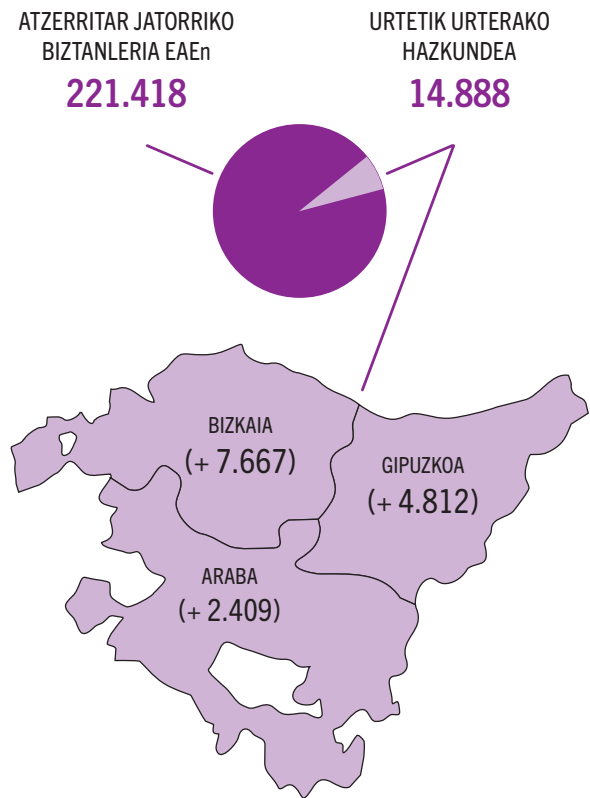 ATZERRITAR JATORRIKO
BIZTANLERIA EAEn
221.418
URTETIK URTERAKO
HAZKUNDEA
14.888
BIZKAIA
(+ 7.667)
GIPUZKOA
(+ 4.812)
ARABA
(+ 2.409)